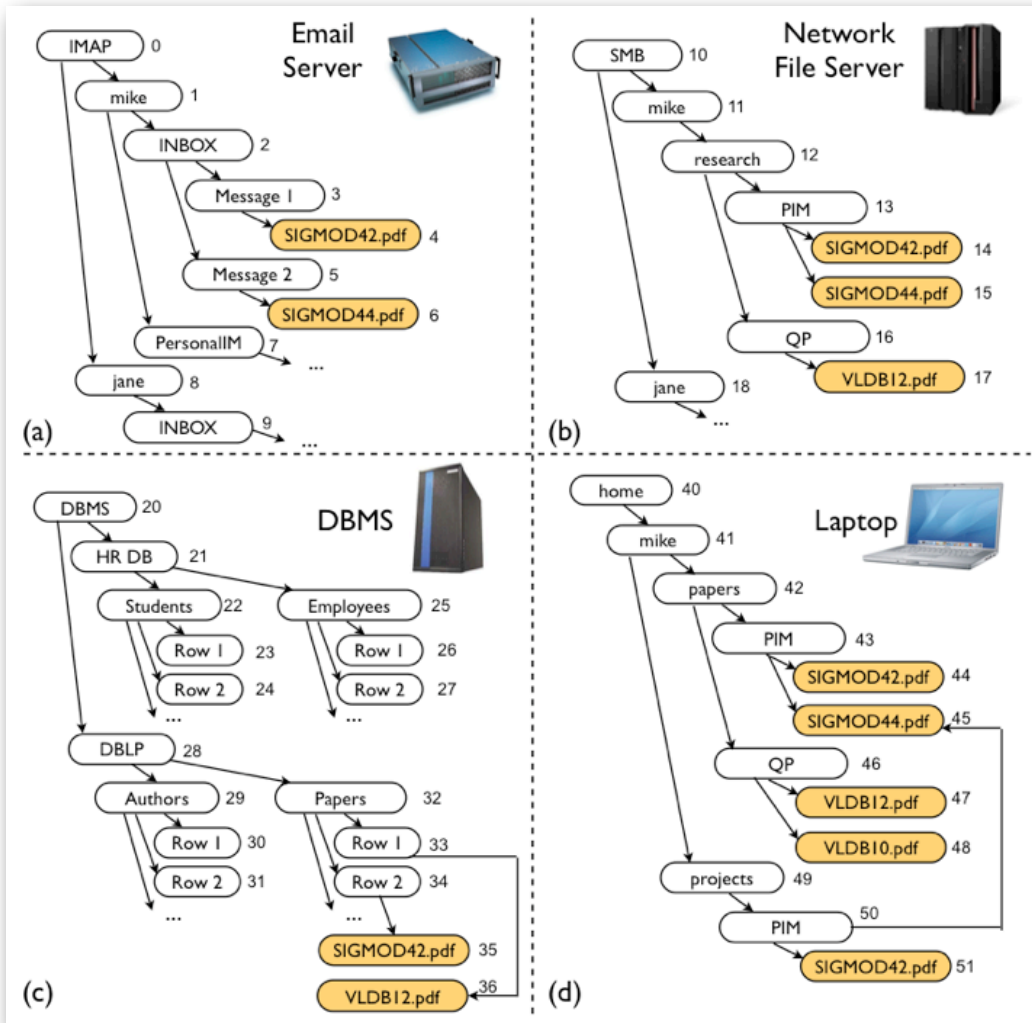 Email
Server
IMAP 0
mike 1
INBOX 2
Message 1 3
SIGMOD42.pdf 4
Message 2 5
SIGMOD44.pdf 6
PersonalIM 7
...
jane 8
INBOX 9
...
(a)
Network
File Server
SMB 10
mike 11
research 12
PIM 13
SIGMOD42.pdf 14
SIGMOD44.pdf 15
QP 16
VLDB12.pdf 17
jane 18
...
(b)
DBMS
DBMS 20
HR DB 21
Students 22
Employees 25
Row 1 23
Row 1 26
Row 2 24
Row 2 27
...
...
DBLP 28
Authors 29
Papers 32
Row 1 30
Row 1 33
Row 2 31
Row 2 34
...
...
SIGMOD42.pdf 35
VLDB12.pdf 36
(c)
Laptop
home 40
mike 41
papers 42
PIM 43
SIGMOD42.pdf 44
SIGMOD44.pdf 45
QP 46
VLDB12.pdf 47
VLDB10.pdf 48
projects 49
PIM 50
SIGMOD42.pdf 51
(d)